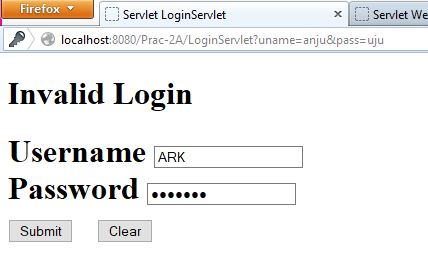 Firefox
Servlet LoginServlet
Servlet We
localhost:8080/Prac-2A/LoginServlet?uname=anju&pass=uju
Invalid Login
Username ARK
Password •••••••
Submit Clear